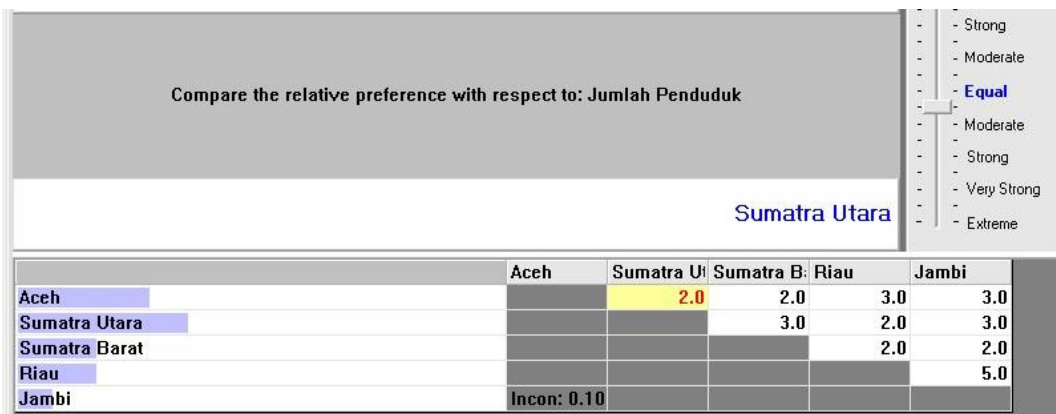 Strong
Moderate
Compare the relative preference with respect to: Jumlah Penduduk
Equal
Moderate
Strong
Very Strong
Sumatra Utara
Extreme
Aceh Sumatra Ut Sumatra Ba Riau Jambi
Aceh 2.0 2.0 3.0 3.0
Sumatra Utara 3.0 2.0 3.0
Sumatra Barat 2.0 2.0
Riau 5.0
Jambi Incon: 0.10